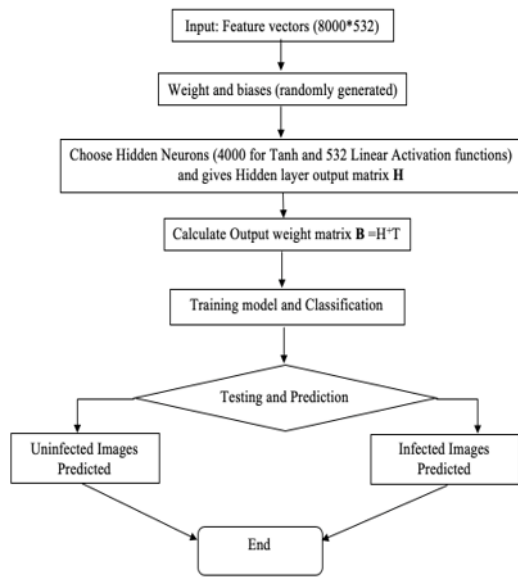 Input: Feature vectors (8000*532)
Weight and biases (randomly generated)
Choose Hidden Neurons (4000 for Tanh and 532 Linear Activation functions)
and gives Hidden layer output matrix H
Calculate Output weight matrix B =H⁺T
Training model and Classification
Testing and Prediction
Uninfected Images
Predicted
Infected Images
Predicted
End